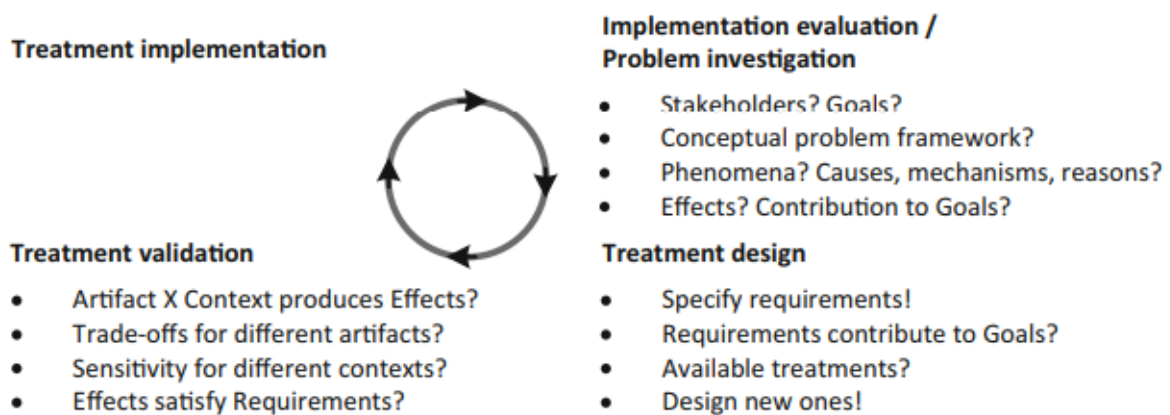 Treatment implementation
Implementation evaluation /
Problem investigation
• Stakeholders? Goals?
• Conceptual problem framework?
• Phenomena? Causes, mechanisms, reasons?
• Effects? Contribution to Goals?
Treatment validation
• Artifact X Context produces Effects?
• Trade-offs for different artifacts?
• Sensitivity for different contexts?
• Effects satisfy Requirements?
Treatment design
• Specify requirements!
• Requirements contribute to Goals?
• Available treatments?
• Design new ones!